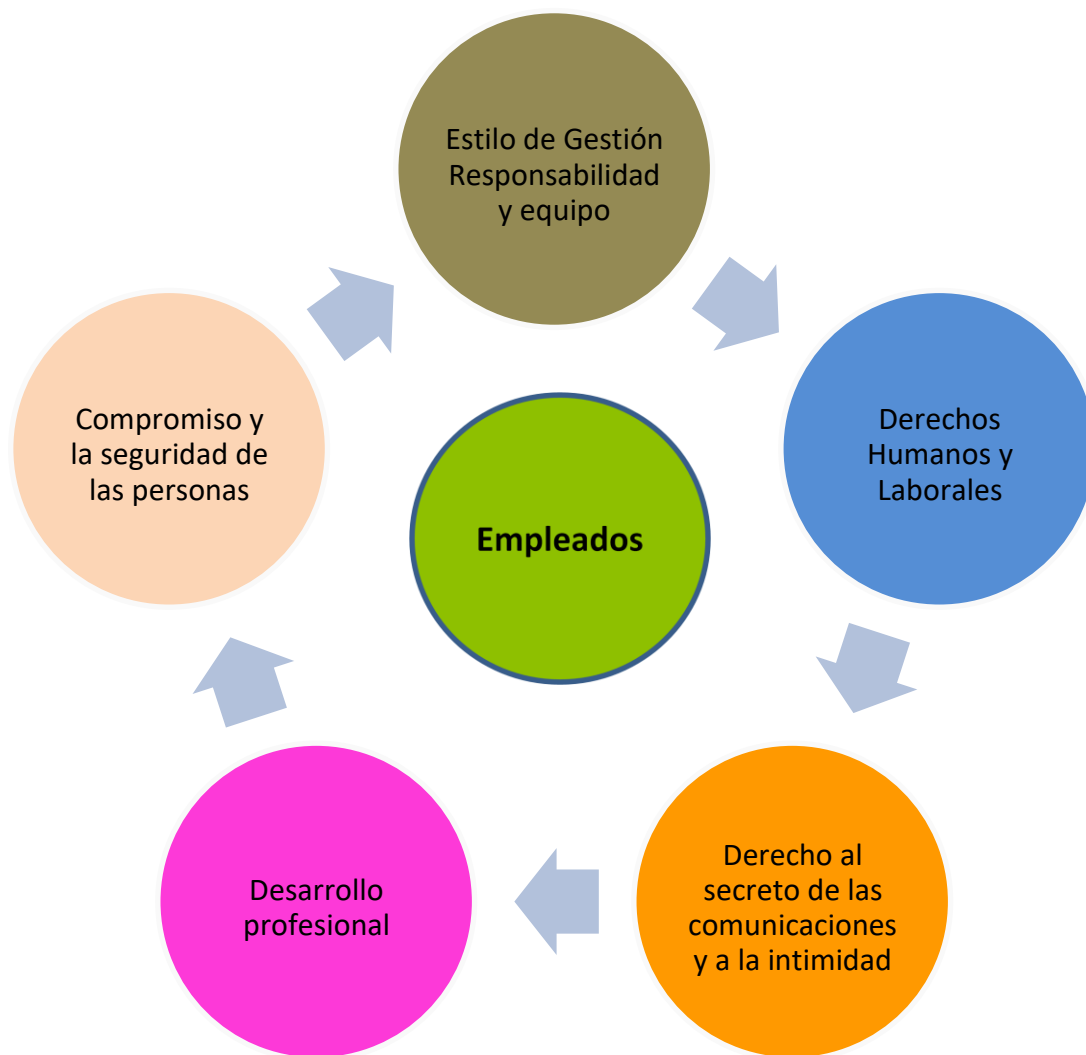 Estilo de Gestión
Responsabilidad
y equipo
Derechos
Humanos y
Laborales
Derecho al
secreto de las
comunicaciones
y a la intimidad
Desarrollo
profesional
Compromiso y
la seguridad de
las personas
Empleados